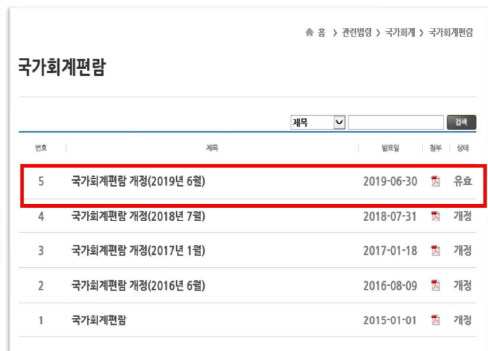 홈 > 관련법령 > 국가회계 > 국가회계편람
국가회계편람
제목 검색
번호 제목 발표일 첨부 상태
5 국가회계편람 개정(2019년 6월) 2019-06-30 유효
4 국가회계편람 개정(2018년 7월) 2018-07-31 개정
3 국가회계편람 개정(2017년 1월) 2017-01-18 개정
2 국가회계편람 개정(2016년 6월) 2016-08-09 개정
1 국가회계편람 2015-01-01 개정